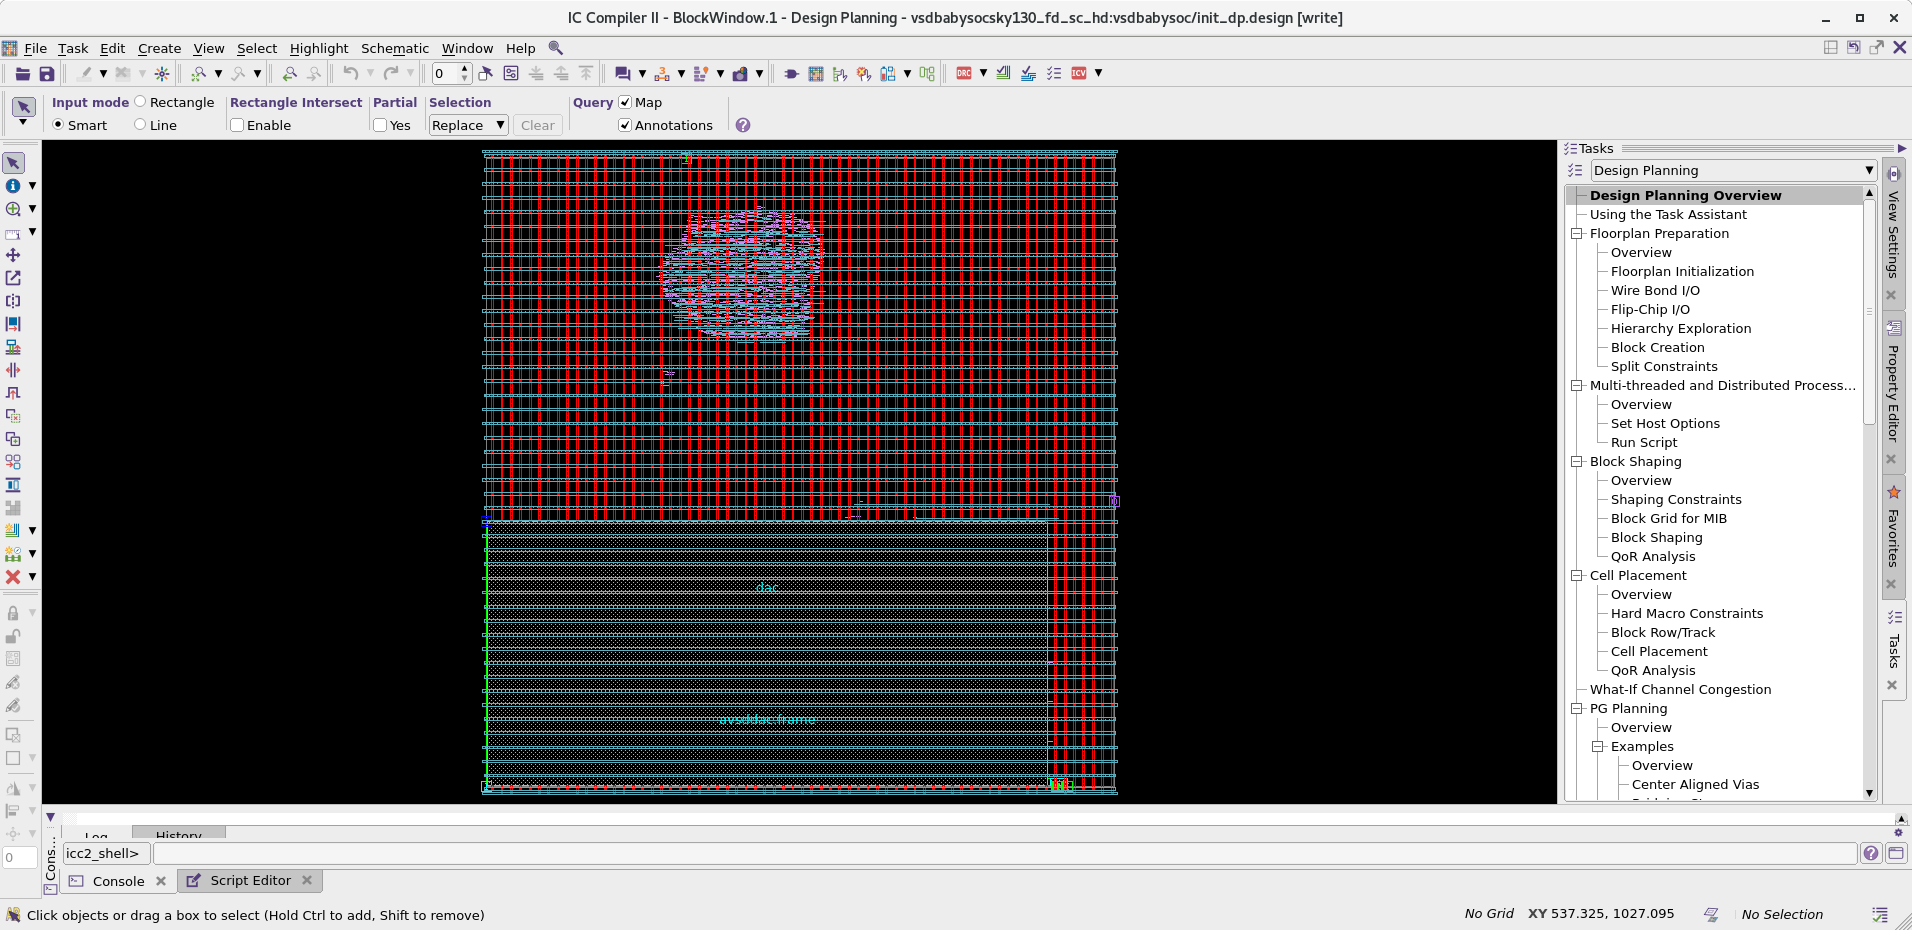 IC Compiler II - BlockWindow.1 - Design Planning - vsdbabysocsky130_fd_sc_hd:vsdbabysoc/init_dp.design [write]
File Task Edit Create View Select Highlight Schematic Window Help
0
DRC
ICV
Input mode Rectangle Rectangle Intersect Partial Selection Query Map
Smart Line Enable Yes Replace Clear Annotations
Tasks
Design Planning
Design Planning Overview
Using the Task Assistant
Floorplan Preparation
Overview
Floorplan Initialization
Wire Bond I/O
Flip-Chip I/O
Hierarchy Exploration
Block Creation
Split Constraints
Multi-threaded and Distributed Process...
Overview
Set Host Options
Run Script
Block Shaping
Overview
Shaping Constraints
Block Grid for MIB
Block Shaping
QoR Analysis
Cell Placement
Overview
Hard Macro Constraints
Block Row/Track
Cell Placement
QoR Analysis
What-If Channel Congestion
PG Planning
Overview
Examples
Overview
Center Aligned Vias
View Settings
Property Editor
Favorites
Tasks
dac
avsddac.frame
Log History
Cons...
icc2_shell>
0
Console Script Editor
Click objects or drag a box to select (Hold Ctrl to add, Shift to remove) No Grid XY 537.325, 1027.095 No Selection